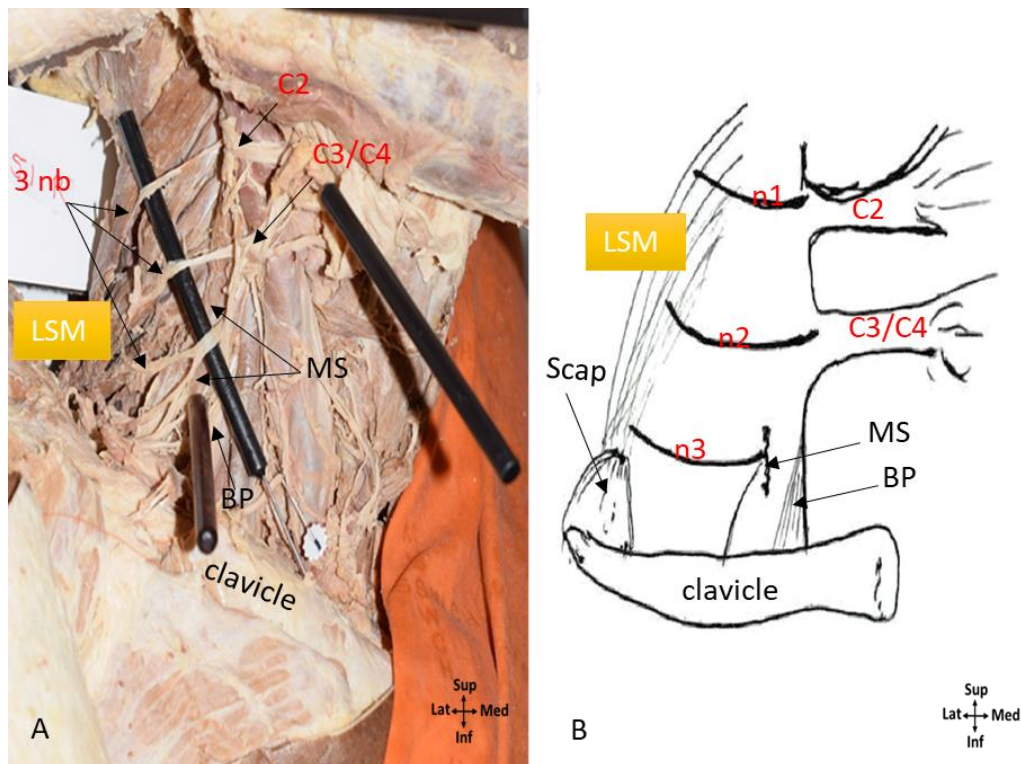 C2
C3/C4
3 nb
LSM
MS
BP
clavicle
Sup
Lat Med
Inf
A
n1
C2
LSM
n2
C3/C4
Scap
n3
MS
BP
clavicle
Sup
Lat Med
Inf
B